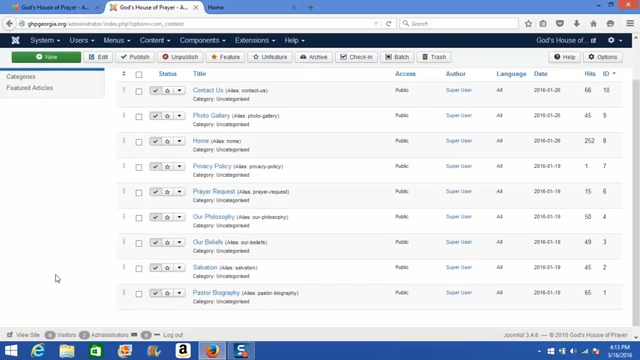 God's House of Prayer - A...
God's House of Prayer - A...
Home
ghpgeorgia.org/administrator/index.php?option=com_content
Search
System Users Menus Content Components Extensions Help God's House of ...
New Edit Publish Unpublish Feature Unfeature Archive Check-in Batch Trash Help Options
Categories
Featured Articles
Status Title Access Author Language Date Hits ID
Contact Us (Alias: contact-us) Public Super User All 2016-01-26 66 10
Category: Uncategorised
Photo Gallery (Alias: photo-gallery) Public Super User All 2016-01-26 45 9
Category: Uncategorised
Home (Alias: home) Public Super User All 2016-01-26 252 8
Category: Uncategorised
Privacy Policy (Alias: privacy-policy) Public Super User All 2016-01-19 1 7
Category: Uncategorised
Prayer Request (Alias: prayer-request) Public Super User All 2016-01-19 15 6
Category: Uncategorised
Our Philosophy (Alias: our-philosophy) Public Super User All 2016-01-19 50 4
Category: Uncategorised
Our Beliefs (Alias: our-beliefs) Public Super User All 2016-01-19 49 3
Category: Uncategorised
Salvation (Alias: salvation) Public Super User All 2016-01-19 45 2
Category: Uncategorised
Pastor Biography (Alias: pastor-biography) Public Super User All 2016-01-19 65 1
Category: Uncategorised
View Site 0 Visitors Administrators 0 Log out Joomla! 3.4.8 — © 2016 God's House of Prayer
4:13 PM
3/16/2016